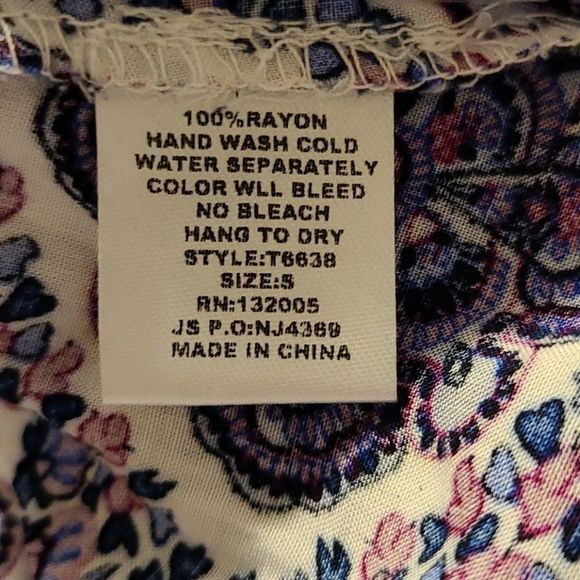 100%RAYON
HAND WASH COLD
WATER SEPARATELY
COLOR WLL BLEED
NO BLEACH
HANG TO DRY
STYLE:T6638
SIZE:S
RN:132005
JS P.O:NJ4369
MADE IN CHINA